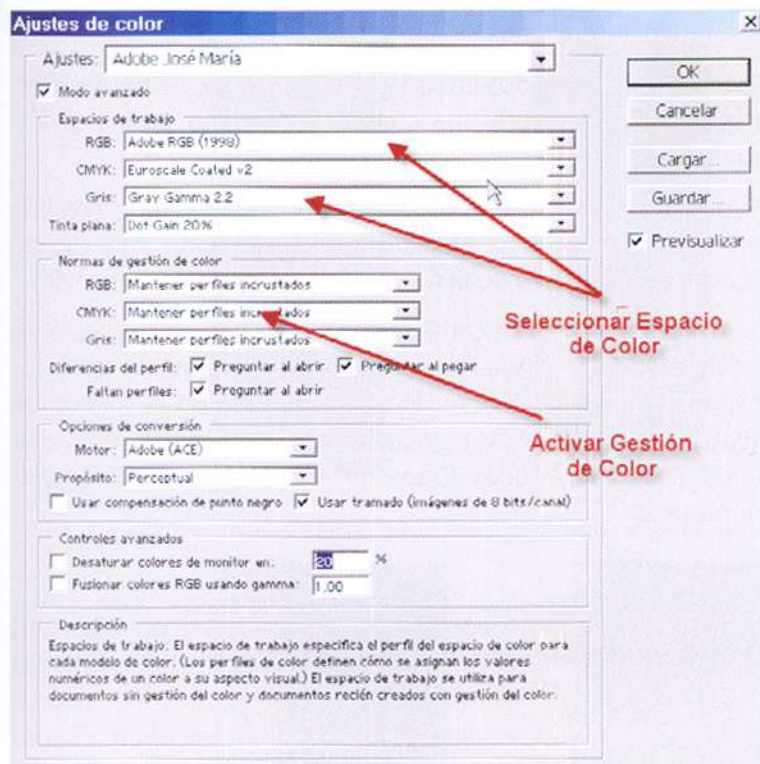 Ajustes de color
Ajustes: Adobe José María
Modo avanzado
Espacios de trabajo
RGB: Adobe RGB (1998)
CMYK: Euroscale Coated v2
Gris: Gray Gamma 2.2
Tinta plana: Dot Gain 20%
Normas de gestión de color
RGB: Mantener perfiles incrustados
CMYK: Mantener perfiles incrustados
Gris: Mantener perfiles incrustados
Diferencias del perfil: Preguntar al abrir Preguntar al pegar
Faltan perfiles: Preguntar al abrir
Opciones de conversión
Motor: Adobe (ACE)
Propósito: Perceptual
Usar compensación de punto negro Usar tramado (imágenes de 8 bits/canal)
Controles avanzados
Desaturar colores de monitor en: 20 %
Fusionar colores RGB usando gamma: 1.00
Descripción
Espacios de trabajo: El espacio de trabajo especifica el perfil del espacio de color para
cada modelo de color. (Los perfiles de color definen cómo se asignan los valores
numéricos de un color a su aspecto visual.) El espacio de trabajo se utiliza para
documentos sin gestión del color y documentos recién creados con gestión del color.
OK
Cancelar
Cargar...
Guardar...
Previsualizar
Seleccionar Espacio
de Color
Activar Gestión
de Color